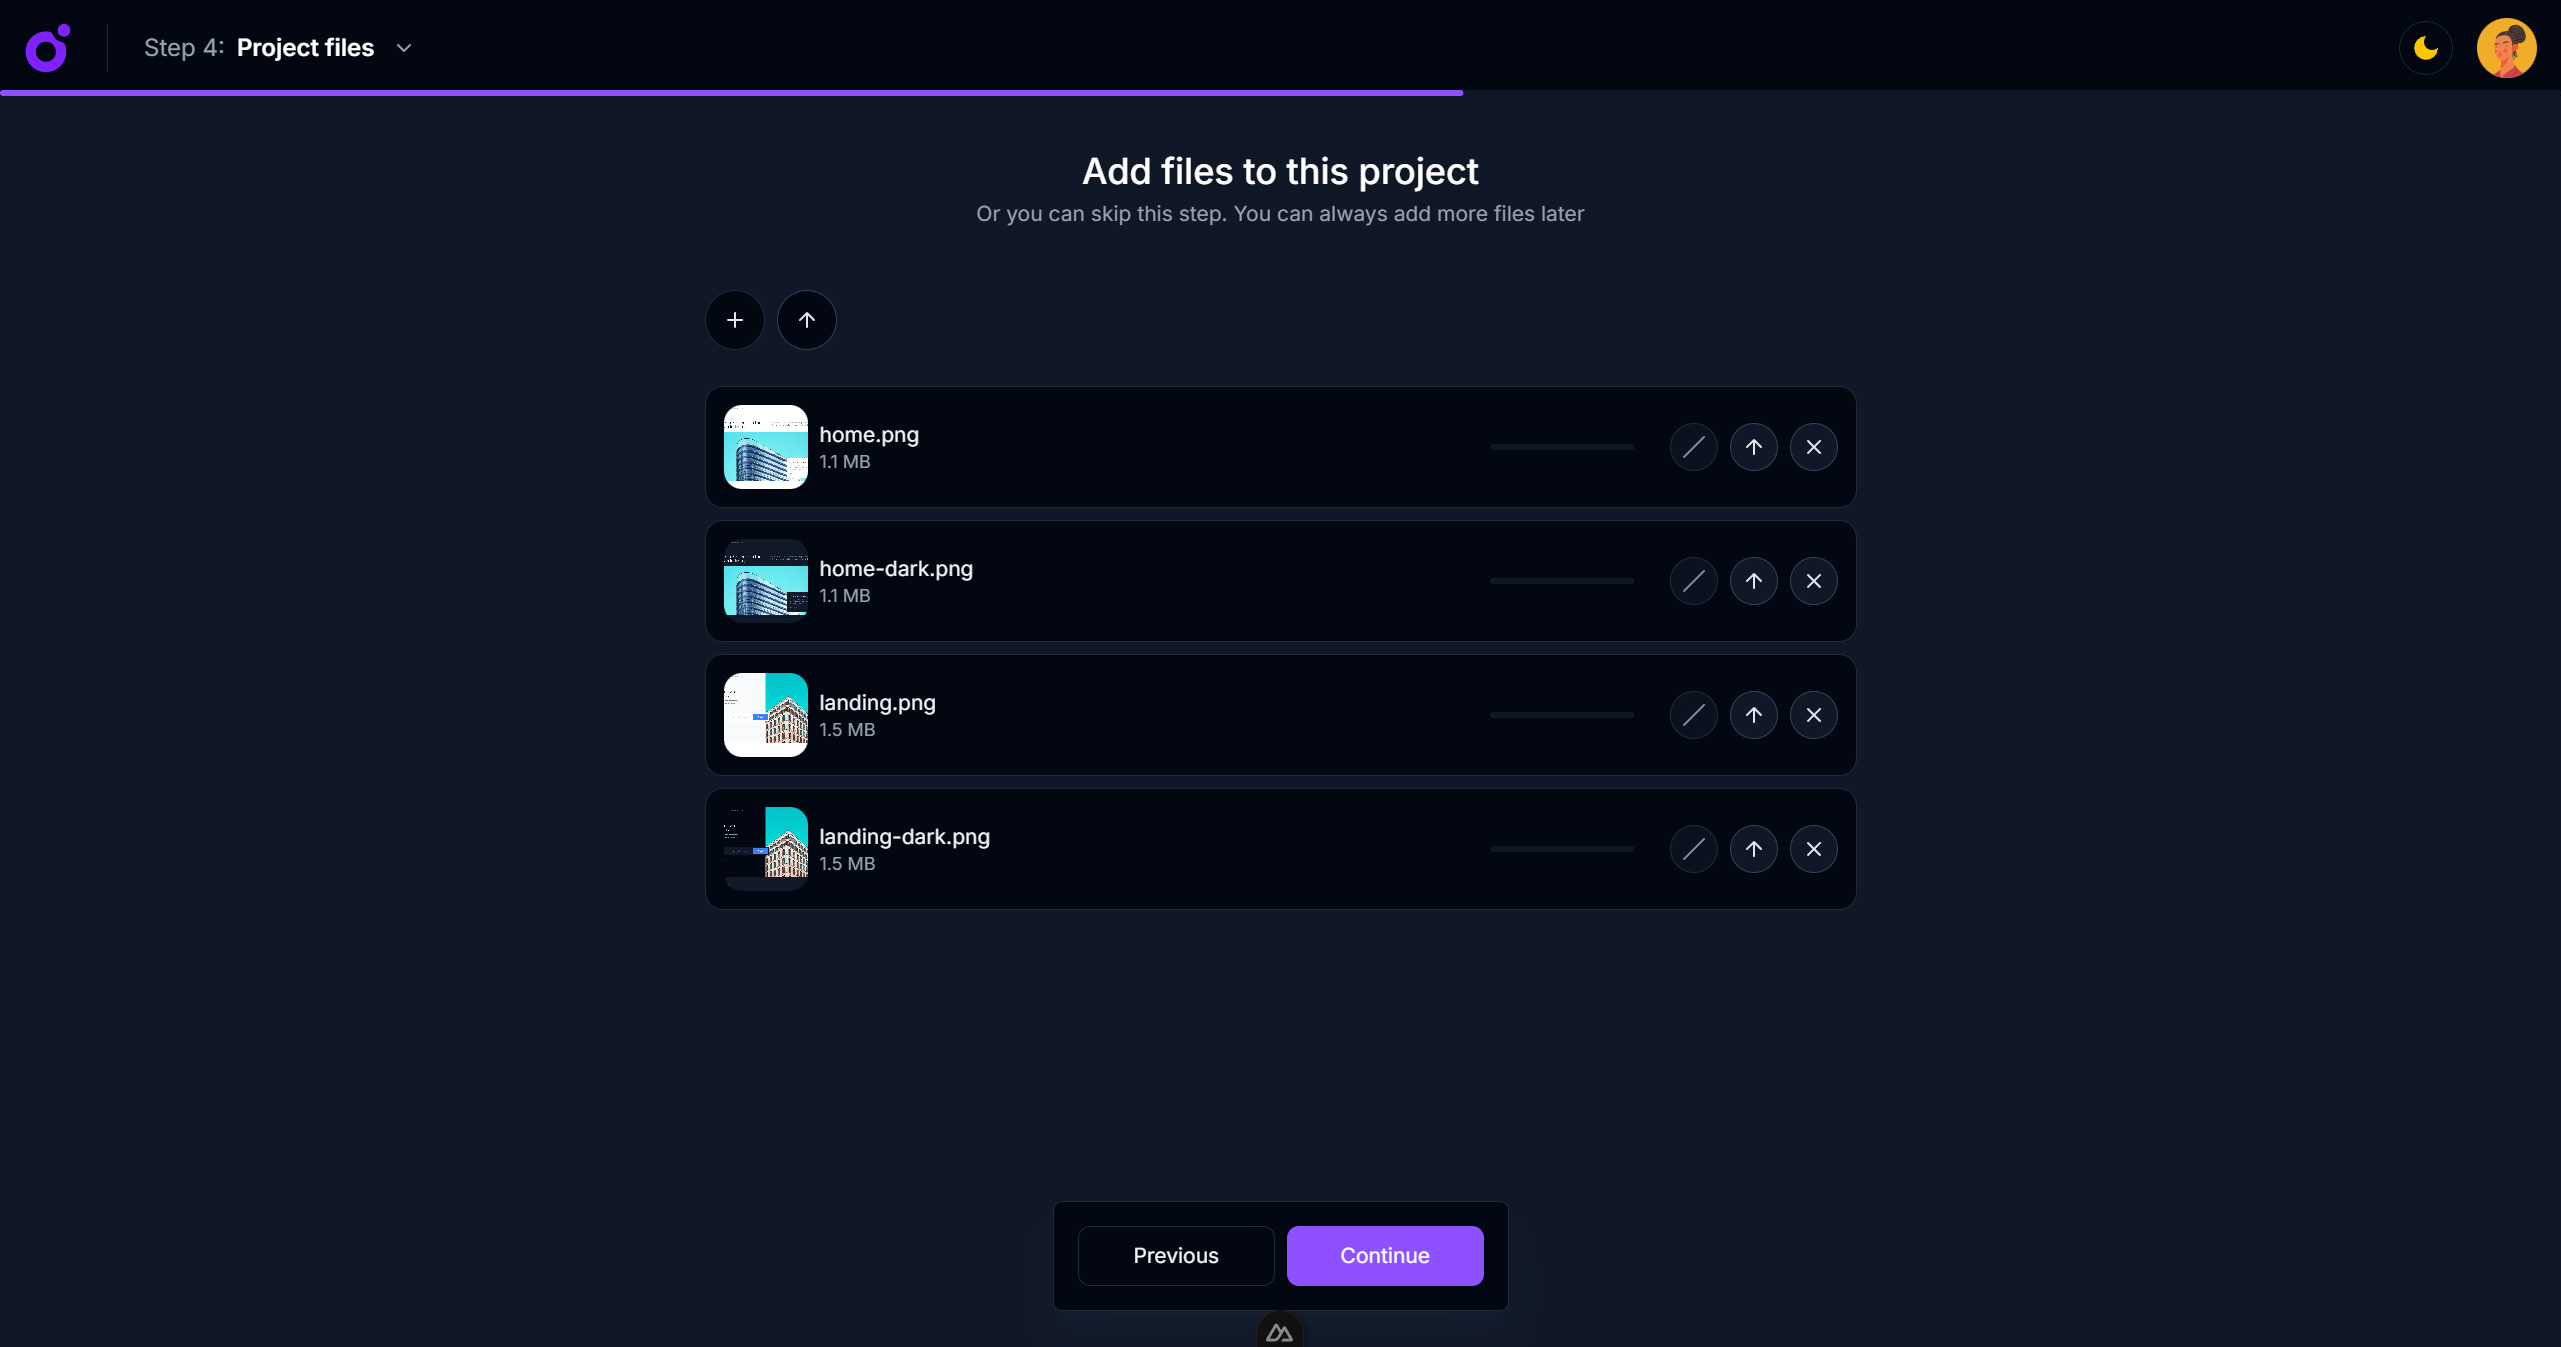 Step 4: Project files
Add files to this project
Or you can skip this step. You can always add more files later
home.png
1.1 MB
home-dark.png
1.1 MB
landing.png
1.5 MB
landing-dark.png
1.5 MB
Previous
Continue